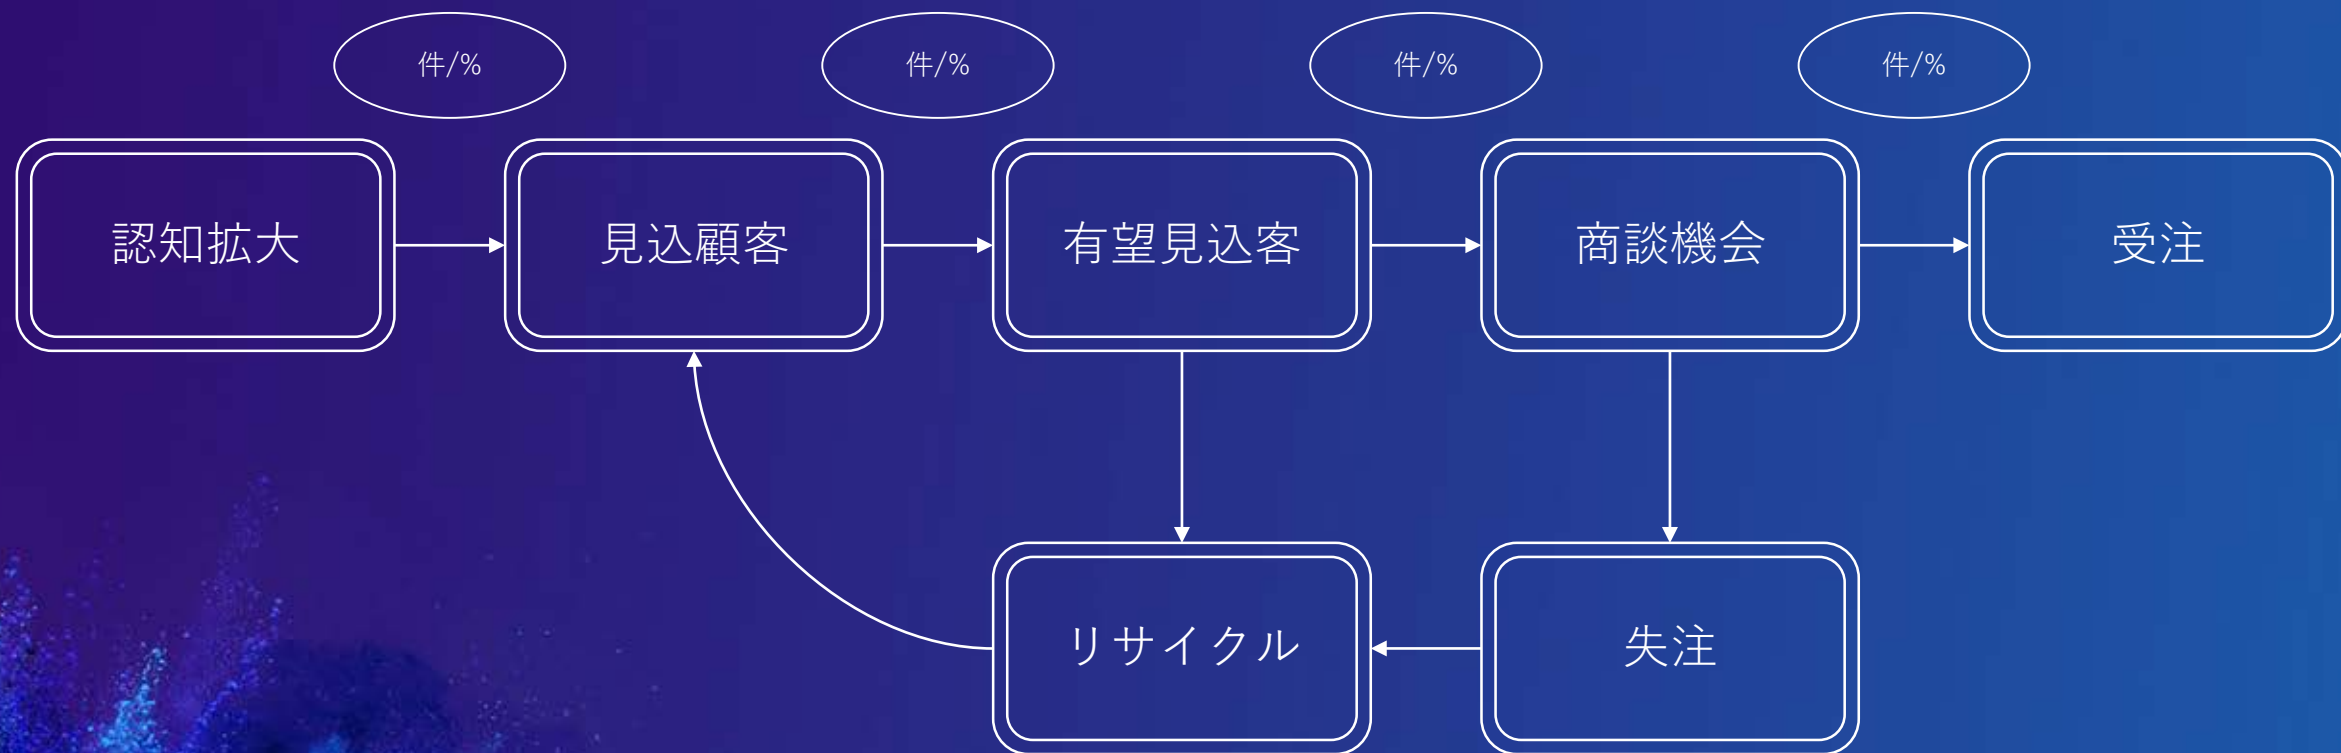 件/%
件/%
件/%
件/%
認知拡大
見込顧客
有望見込客
商談機会
受注
リサイクル
失注